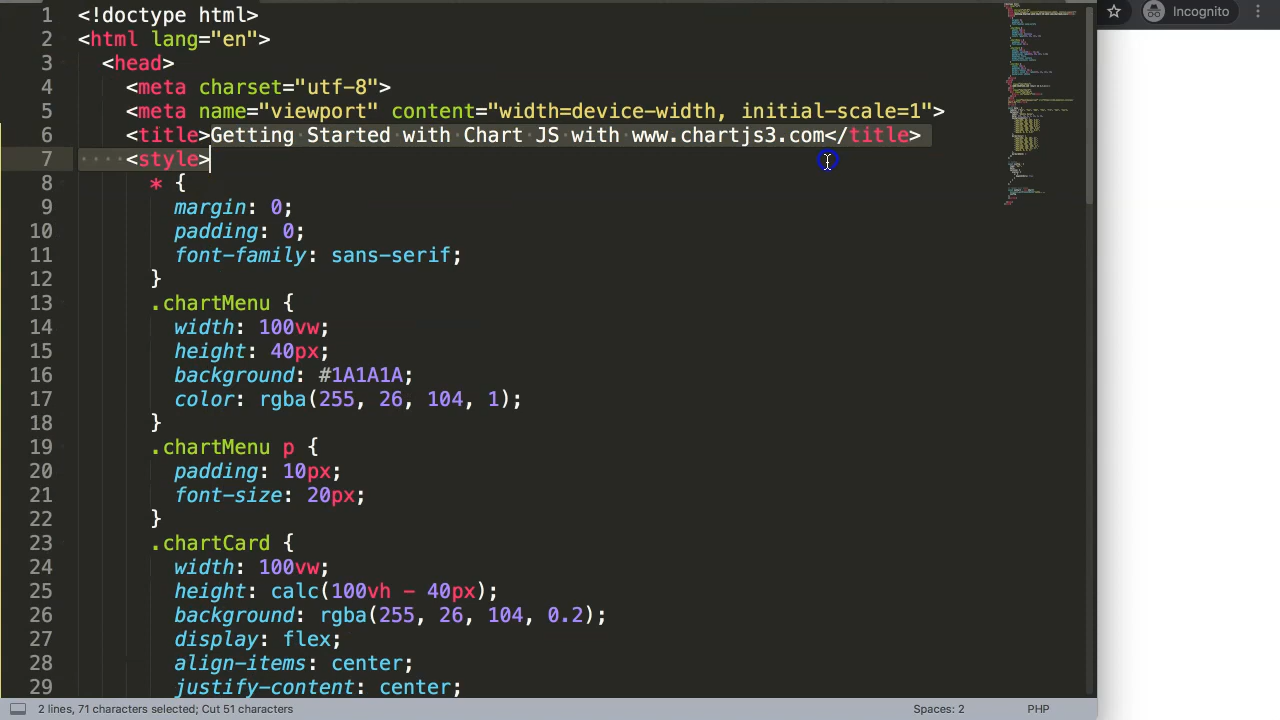 Incognito
1 <!doctype html>
2 <html lang="en">
3 <head>
4 <meta charset="utf-8">
5 <meta name="viewport" content="width=device-width, initial-scale=1">
6 <title>Getting Started with Chart JS with www.chartjs3.com</title>
7 <style>
8 * {
9 margin: 0;
10 padding: 0;
11 font-family: sans-serif;
12 }
13 .chartMenu {
14 width: 100vw;
15 height: 40px;
16 background: #1A1A1A;
17 color: rgba(255, 26, 104, 1);
18 }
19 .chartMenu p {
20 padding: 10px;
21 font-size: 20px;
22 }
23 .chartCard {
24 width: 100vw;
25 height: calc(100vh - 40px);
26 background: rgba(255, 26, 104, 0.2);
27 display: flex;
28 align-items: center;
29 justify-content: center;
2 lines, 71 characters selected; Cut 51 characters Spaces: 2 PHP